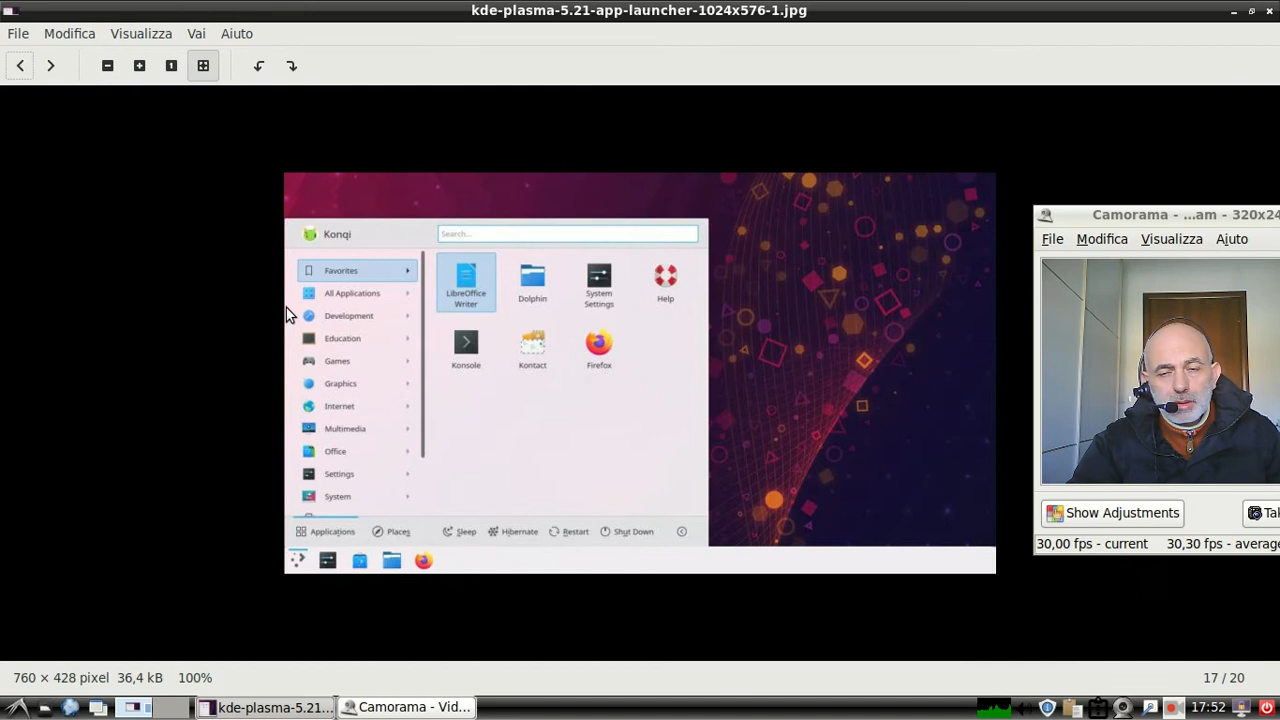 kde-plasma-5.21-app-launcher-1024x576-1.jpg
File Modifica Visualizza Vai Aiuto
Konqi
Search...
Favorites
All Applications
Development
Education
Games
Graphics
Internet
Multimedia
Office
Settings
System
LibreOffice Writer
Dolphin
System Settings
Help
Konsole
Kontact
Firefox
Applications Places Sleep Hibernate Restart Shut Down
Camorama - ...am - 320x24
File Modifica Visualizza Aiuto
Show Adjustments Tak
30,00 fps - current 30,30 fps - average
760 × 428 pixel 36,4 kB 100% 17 / 20
kde-plasma-5.21... Camorama - Vid... 17:52